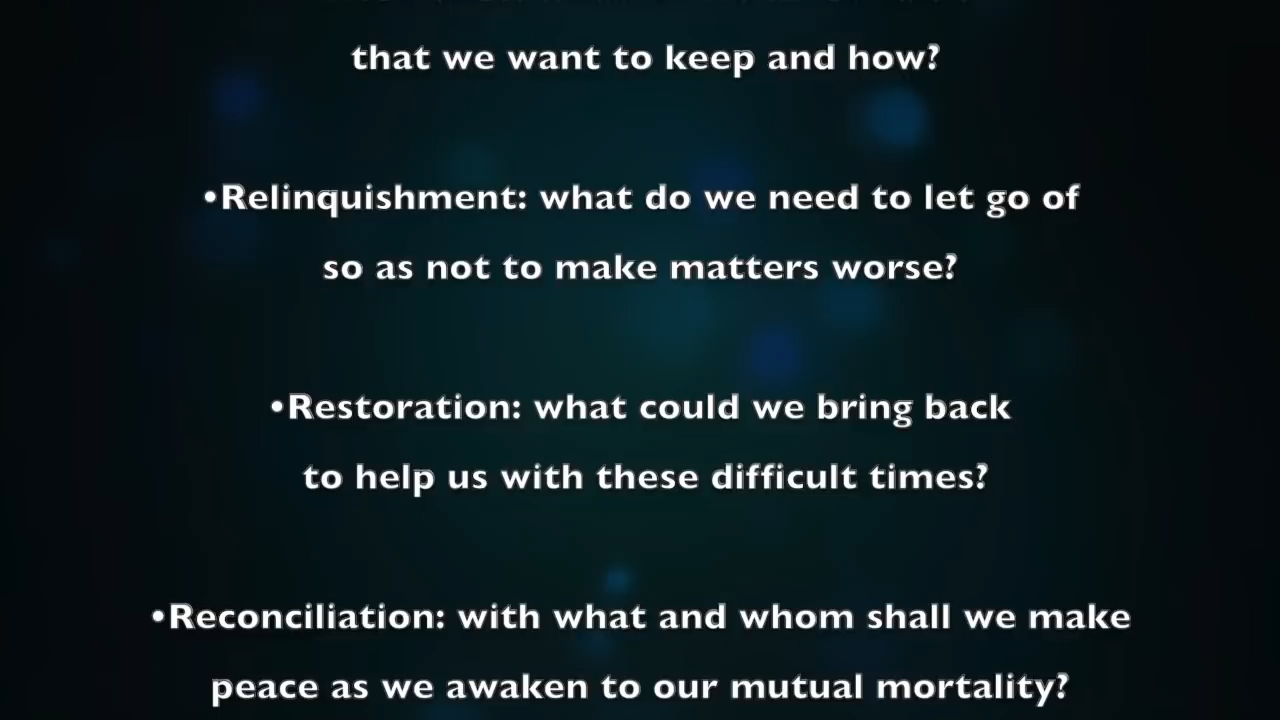 that we want to keep and how?
•Relinquishment: what do we need to let go of
so as not to make matters worse?
•Restoration: what could we bring back
to help us with these difficult times?
•Reconciliation: with what and whom shall we make
peace as we awaken to our mutual mortality?